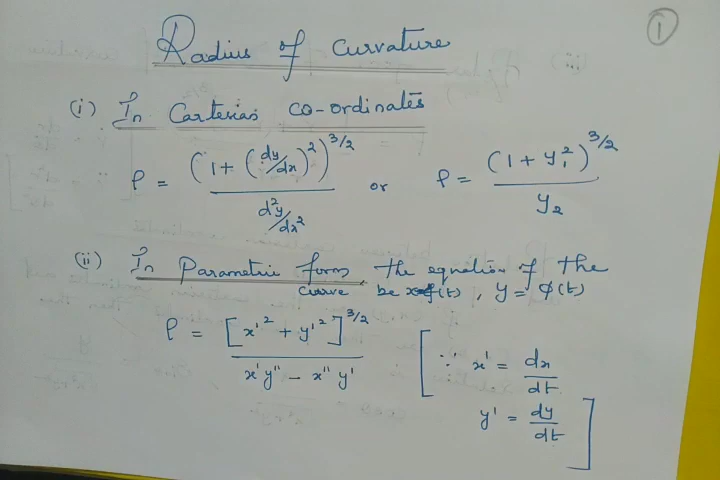 1
Radius of Curvature
(i) In Cartesian co-ordinates
ρ = (1 + (dy/dx)²)^3/2 / d²y/dx² or ρ = (1 + y₁²)^3/2 / y₂
(ii) In Parametric form, the equation of the
curve be x=f(t), y = φ(t)
ρ = [x'² + y'²]^3/2 / x'y'' – x''y' [∵ x' = dx/dt
y' = dy/dt]